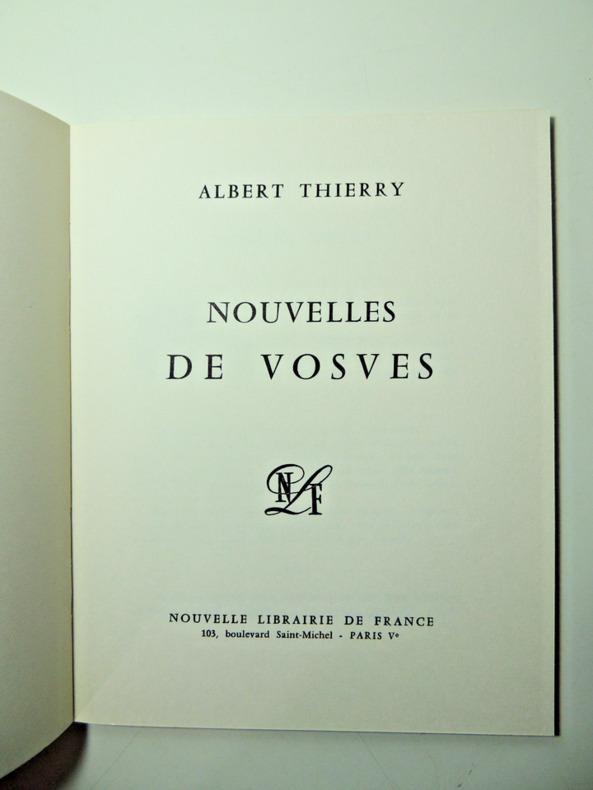 ALBERT THIERRY
NOUVELLES
DE VOSVES
NLF
NOUVELLE LIBRAIRIE DE FRANCE
103, boulevard Saint-Michel - PARIS Vᵉ